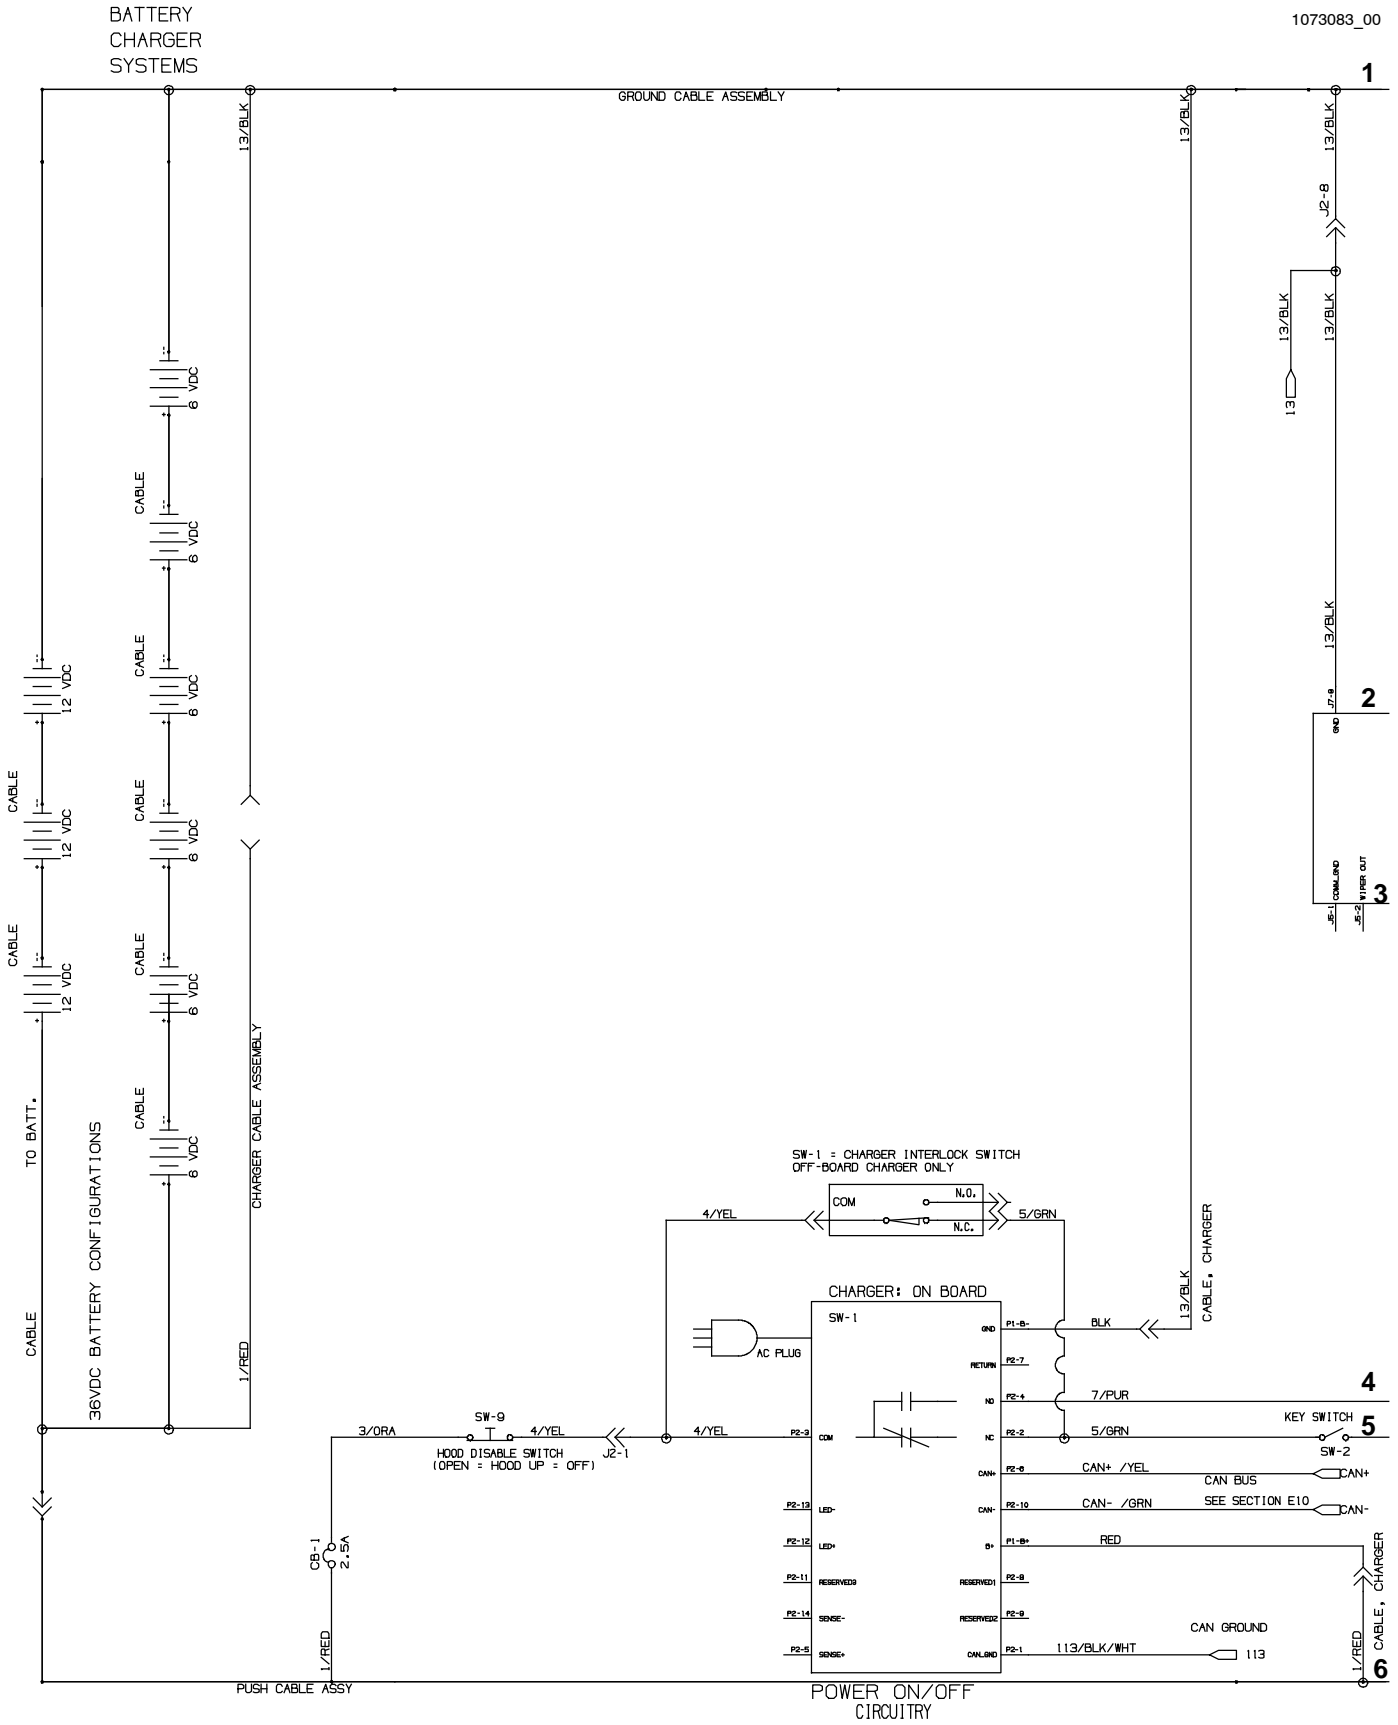 BATTERY
CHARGER
SYSTEMS
1073083_00
1
GROUND CABLE ASSEMBLY
13/BLK
13/BLK
13/BLK
J2-8
13/BLK
13/BLK
13
13/BLK
J7-9
2
GND
COMM_GND
WIPER OUT
3
J5-1
J5-2
6 VDC
CABLE
6 VDC
CABLE
6 VDC
CABLE
6 VDC
CABLE
6 VDC
CABLE
6 VDC
12 VDC
CABLE
12 VDC
CABLE
12 VDC
TO BATT.
CABLE
36VDC BATTERY CONFIGURATIONS
CHARGER CABLE ASSEMBLY
1/RED
SW-1 = CHARGER INTERLOCK SWITCH
OFF-BOARD CHARGER ONLY
COM
N.O.
N.C.
4/YEL
5/GRN
13/BLK
CABLE, CHARGER
CHARGER: ON BOARD
SW-1
AC PLUG
GND P1-B- BLK
RETURN P2-7
NO P2-4 7/PUR
4
3/ORA
SW-9
4/YEL
J2-1
4/YEL
P2-3 COM
NC P2-2 5/GRN
KEY SWITCH
5
SW-2
HOOD DISABLE SWITCH
(OPEN = HOOD UP = OFF)
CAN+ P2-6 CAN+ /YEL
CAN BUS
CAN+
P2-13 LED-
CAN- P2-10 CAN- /GRN
SEE SECTION E10
CAN-
P2-12 LED+
B+ P1-B+ RED
CB-1
2.5A
P2-11 RESERVED3
RESERVED1 P2-8
P2-14 SENSE-
RESERVED2 P2-9
P2-5 SENSE+
CAN_GND P2-1 113/BLK/WHT
CAN GROUND
113
1/RED
1/RED
CABLE, CHARGER
6
PUSH CABLE ASSY
POWER ON/OFF
CIRCUITRY